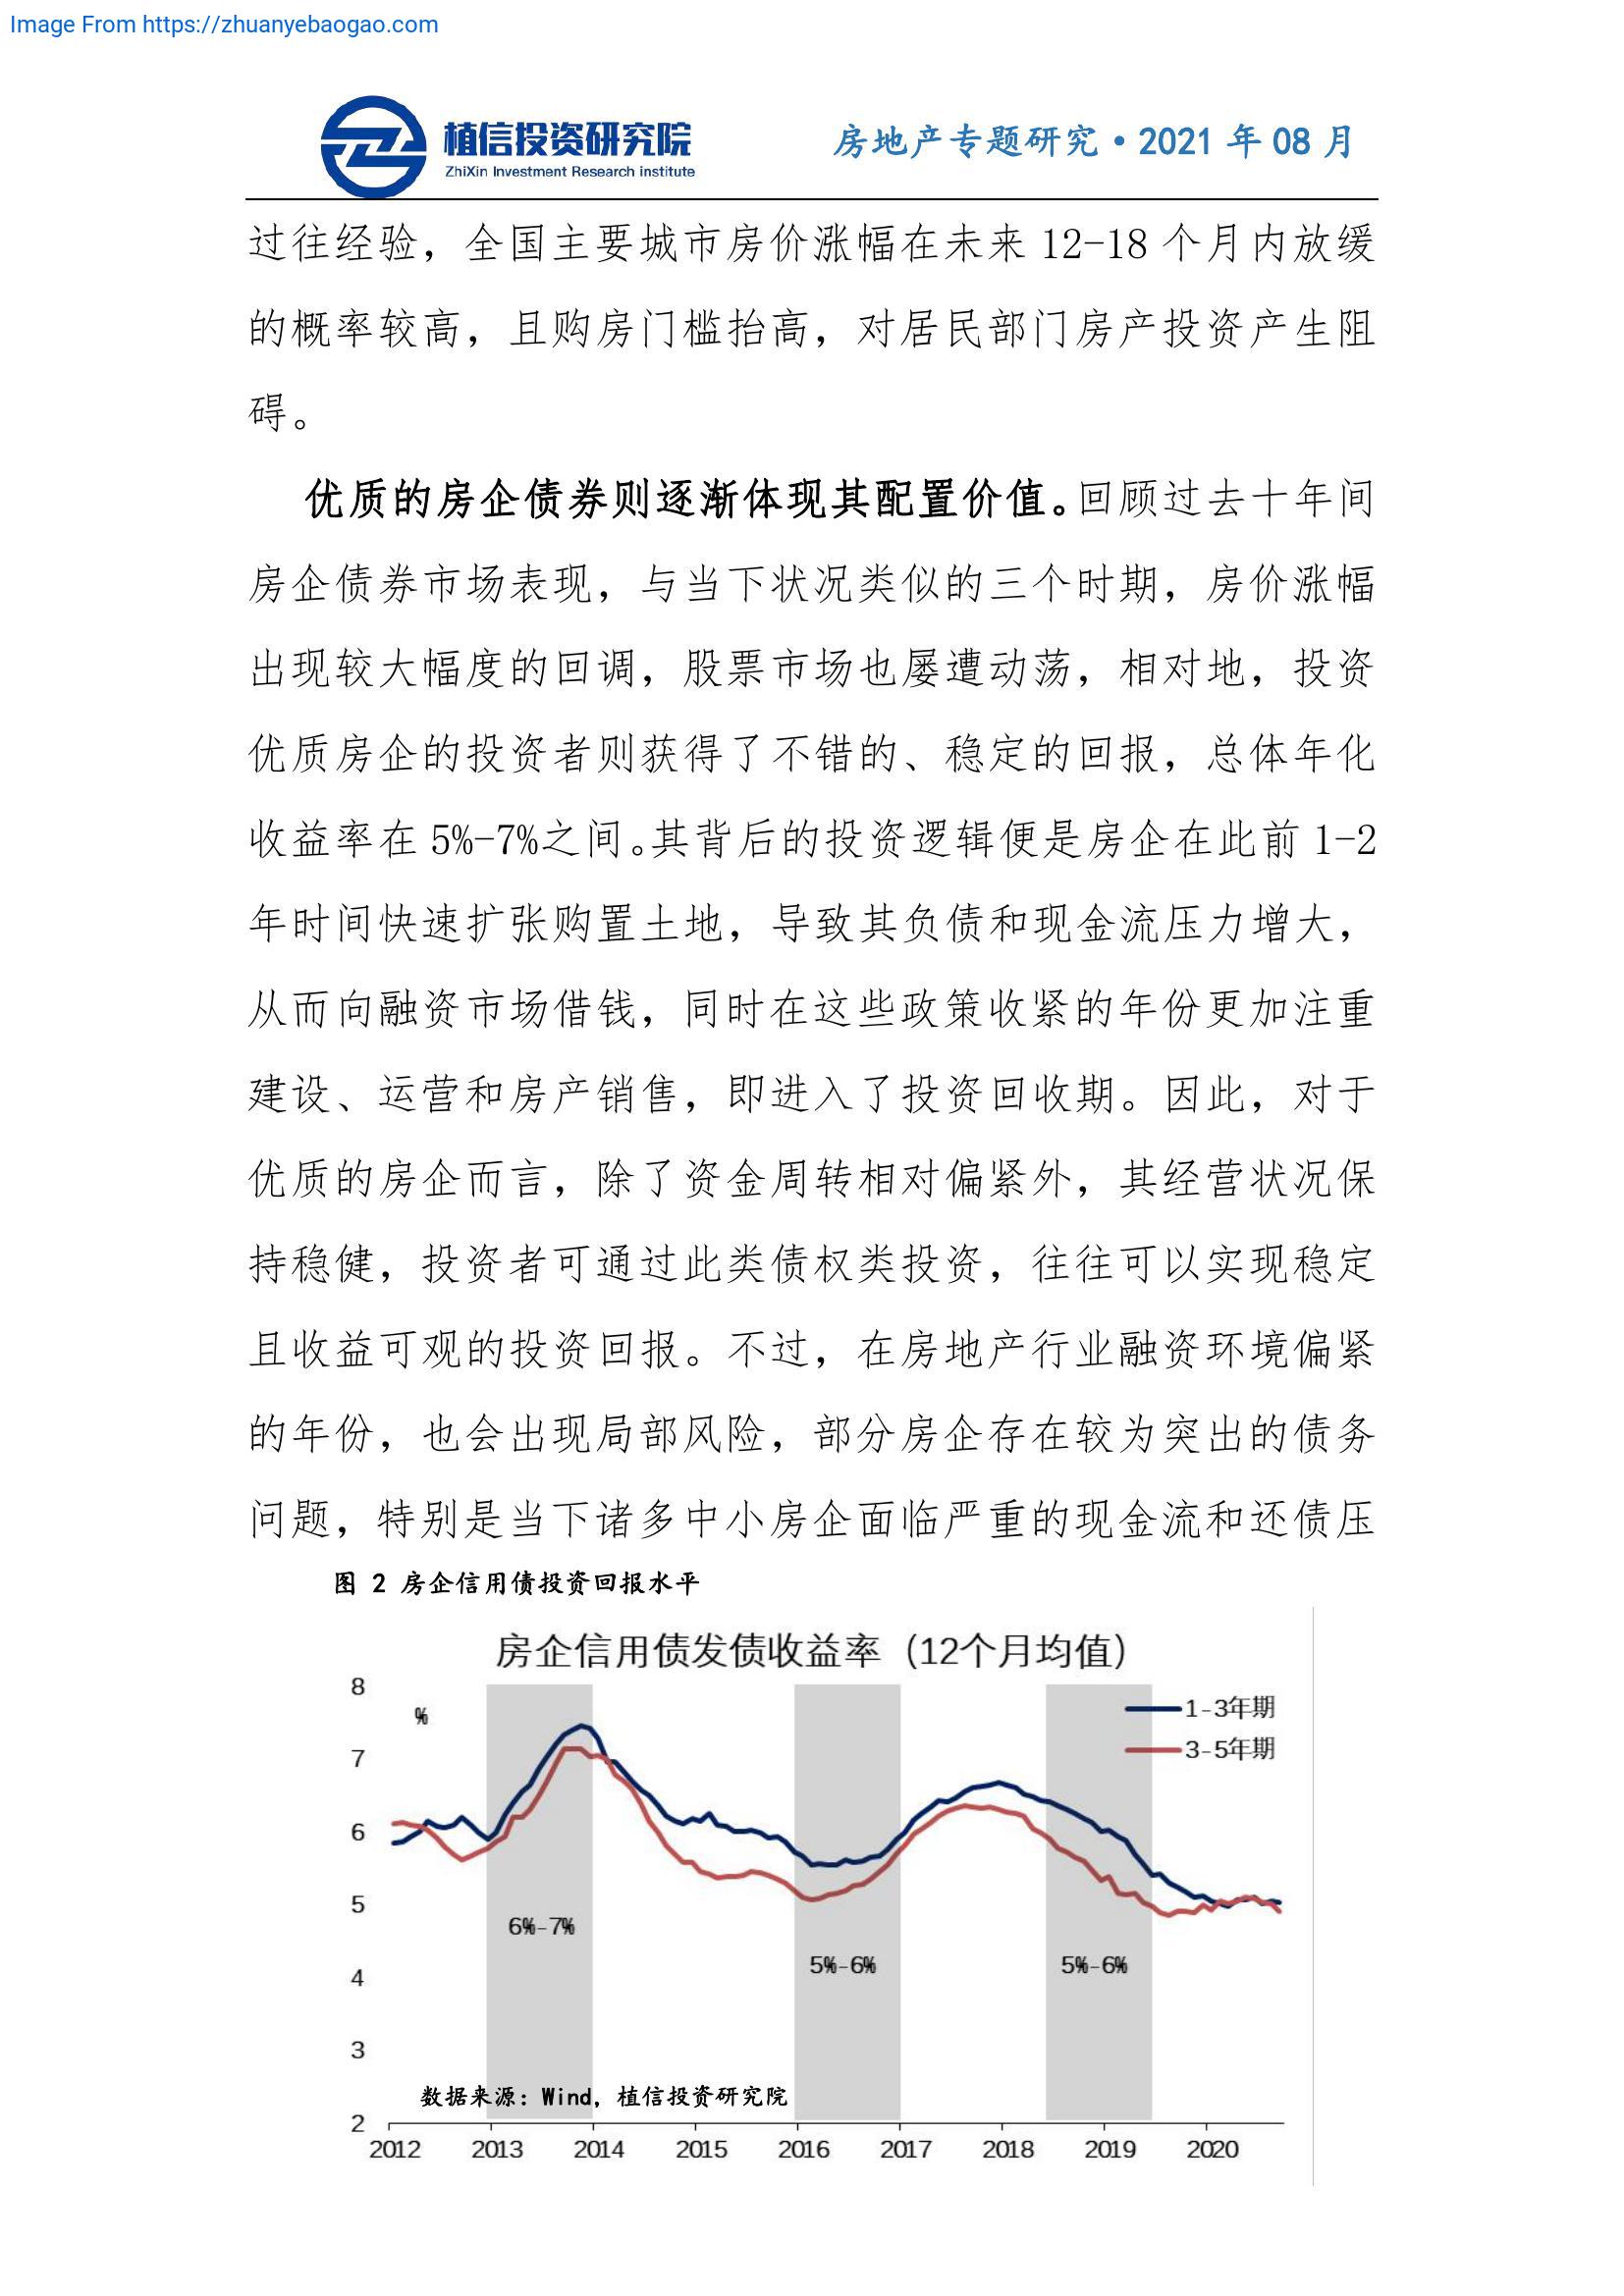 Image From https://zhuanyebaogao.com
植信投资研究院
ZhiXin Investment Research institute
房地产专题研究·2021 年 08 月
过往经验，全国主要城市房价涨幅在未来 12-18 个月内放缓
的概率较高，且购房门槛抬高，对居民部门房产投资产生阻
碍。
优质的房企债券则逐渐体现其配置价值。回顾过去十年间
房企债券市场表现，与当下状况类似的三个时期，房价涨幅
出现较大幅度的回调，股票市场也屡遭动荡，相对地，投资
优质房企的投资者则获得了不错的、稳定的回报，总体年化
收益率在 5%-7%之间。其背后的投资逻辑便是房企在此前 1-2
年时间快速扩张购置土地，导致其负债和现金流压力增大，
从而向融资市场借钱，同时在这些政策收紧的年份更加注重
建设、运营和房产销售，即进入了投资回收期。因此，对于
优质的房企而言，除了资金周转相对偏紧外，其经营状况保
持稳健，投资者可通过此类债权类投资，往往可以实现稳定
且收益可观的投资回报。不过，在房地产行业融资环境偏紧
的年份，也会出现局部风险，部分房企存在较为突出的债务
问题，特别是当下诸多中小房企面临严重的现金流和还债压
图 2 房企信用债投资回报水平
房企信用债发债收益率（12个月均值）
8
%
1-3年期
7
3-5年期
6
5
6%-7%
5%-6%
5%-6%
4
3
数据来源：Wind，植信投资研究院
2
2012 2013 2014 2015 2016 2017 2018 2019 2020